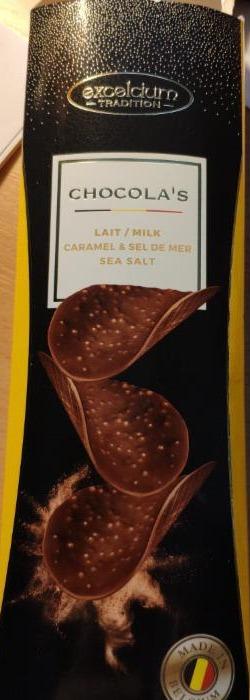 excelcium
TRADITION
CHOCOLA'S
LAIT / MILK
CARAMEL & SEL DE MER
SEA SALT
MADE IN
BELGIUM